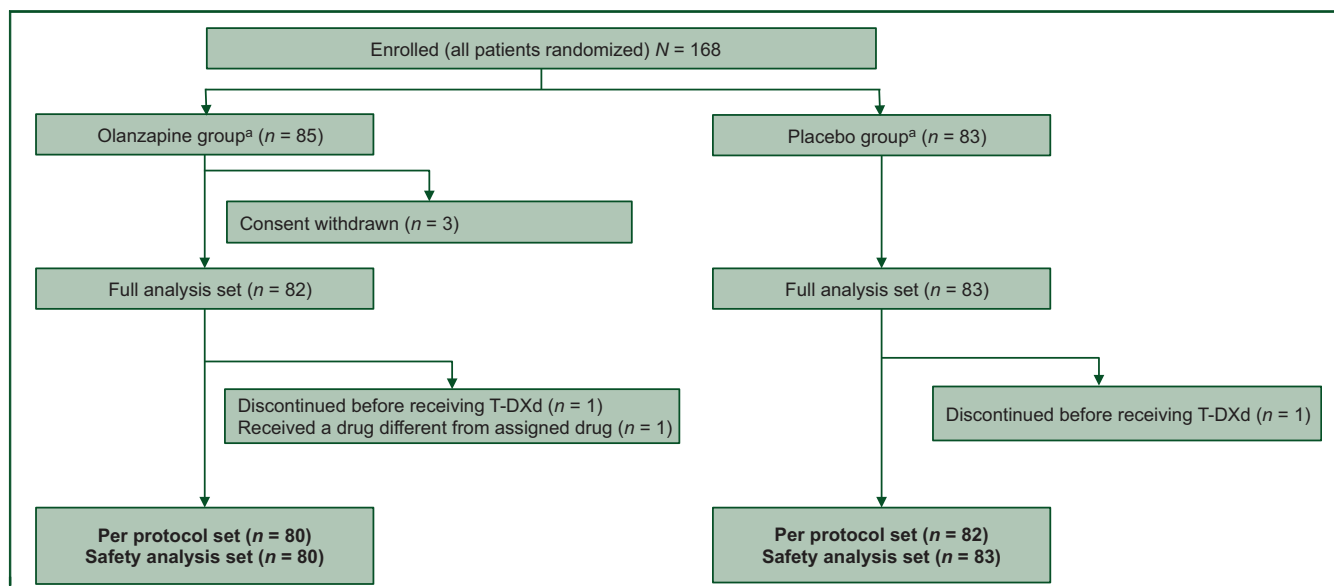 Enrolled (all patients randomized) N = 168
Olanzapine groupᵃ (n = 85)
Placebo groupᵃ (n = 83)
Consent withdrawn (n = 3)
Full analysis set (n = 82)
Full analysis set (n = 83)
Discontinued before receiving T-DXd (n = 1)
Received a drug different from assigned drug (n = 1)
Discontinued before receiving T-DXd (n = 1)
Per protocol set (n = 80)
Safety analysis set (n = 80)
Per protocol set (n = 82)
Safety analysis set (n = 83)